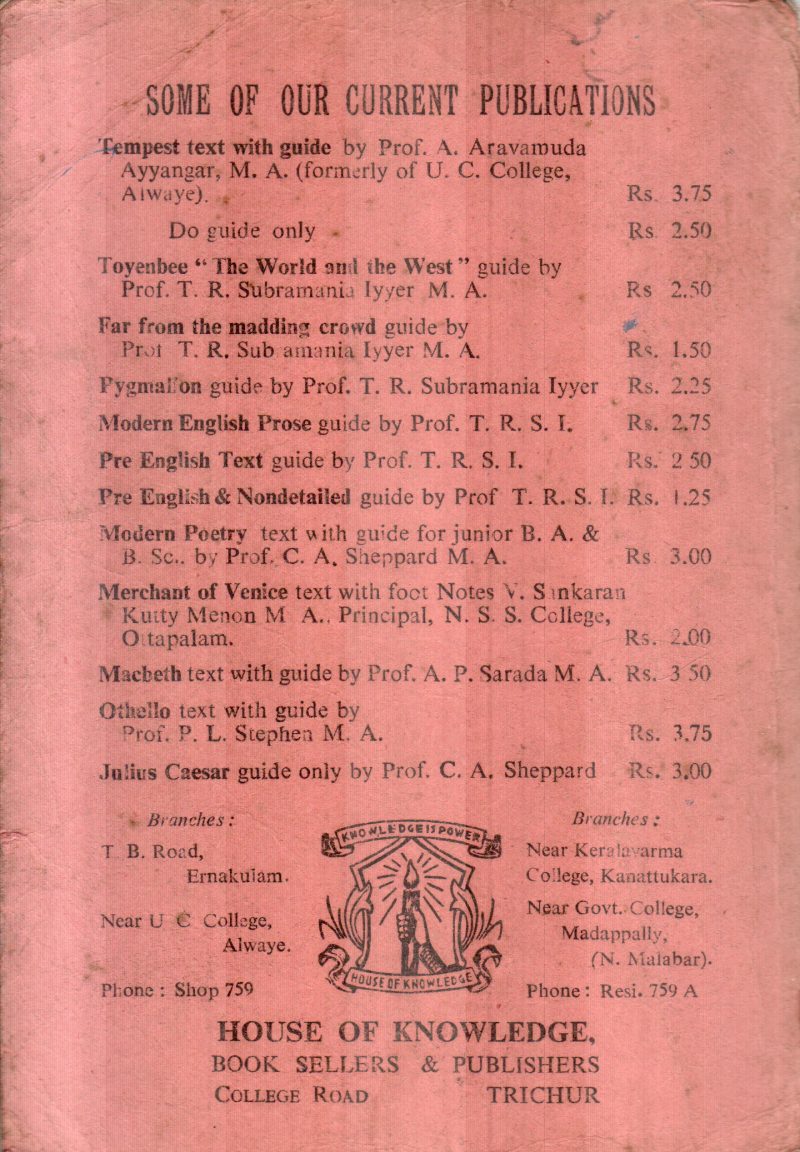 SOME OF OUR CURRENT PUBLICATIONS
Tempest text with guide by Prof. A. Aravamuda
Ayyangar, M. A. (formerly of U. C. College,
Alwaye). Rs. 3.75
Do guide only Rs. 2.50
Toyenbee “The World and the West” guide by
Prof. T. R. Subramania Iyyer M. A. Rs 2.50
Far from the madding crowd guide by
Prof T. R. Subramania Iyyer M. A. Rs. 1.50
Pygmalion guide by Prof. T. R. Subramania Iyyer Rs. 2.25
Modern English Prose guide by Prof. T. R. S. I. Rs. 2.75
Pre English Text guide by Prof. T. R. S. I. Rs. 2 50
Pre English & Nondetailed guide by Prof T. R. S. I. Rs. 1.25
Modern Poetry text with guide for junior B. A. &
B. Sc.. by Prof. C. A. Sheppard M. A. Rs 3.00
Merchant of Venice text with foot Notes V. Sankaran
Kutty Menon M A., Principal, N. S. S. College,
Ottapalam. Rs. 2.00
Macbeth text with guide by Prof. A. P. Sarada M. A. Rs. 3 50
Othello text with guide by
Prof. P. L. Stephen M. A. Rs. 3.75
Julius Caesar guide only by Prof. C. A. Sheppard Rs. 3.00
Branches :
T. B. Road,
Ernakulam.
Near U C College,
Alwaye.
Phone : Shop 759
KNOWLEDGE IS POWER
HOUSE OF KNOWLEDGE
Branches :
Near Keralavarma
College, Kanattukara.
Near Govt. College,
Madappally,
(N. Malabar).
Phone : Resi. 759 A
HOUSE OF KNOWLEDGE,
BOOK SELLERS & PUBLISHERS
COLLEGE ROAD TRICHUR